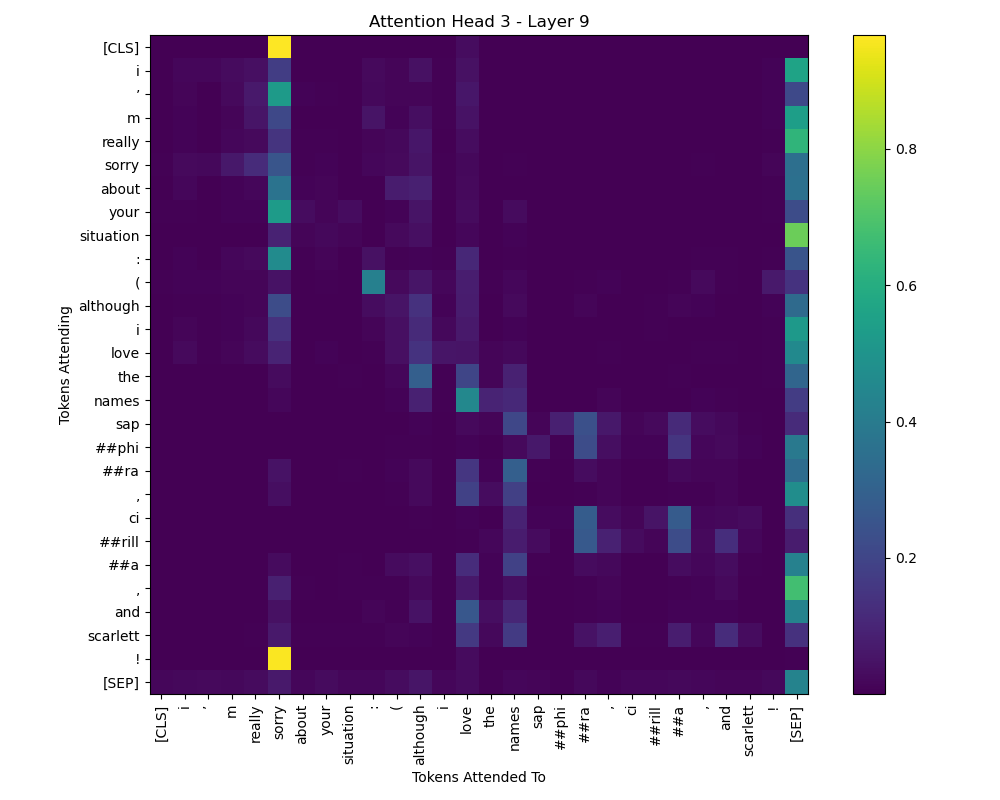 Attention Head 3 - Layer 9
Tokens Attending
[CLS]
i
’
m
really
sorry
about
your
situation
:
(
although
i
love
the
names
sap
##phi
##ra
,
ci
##rill
##a
,
and
scarlett
!
[SEP]
[CLS]
i
’
m
really
sorry
about
your
situation
:
(
although
i
love
the
names
sap
##phi
##ra
,
ci
##rill
##a
,
and
scarlett
!
[SEP]
Tokens Attended To
0.8
0.6
0.4
0.2